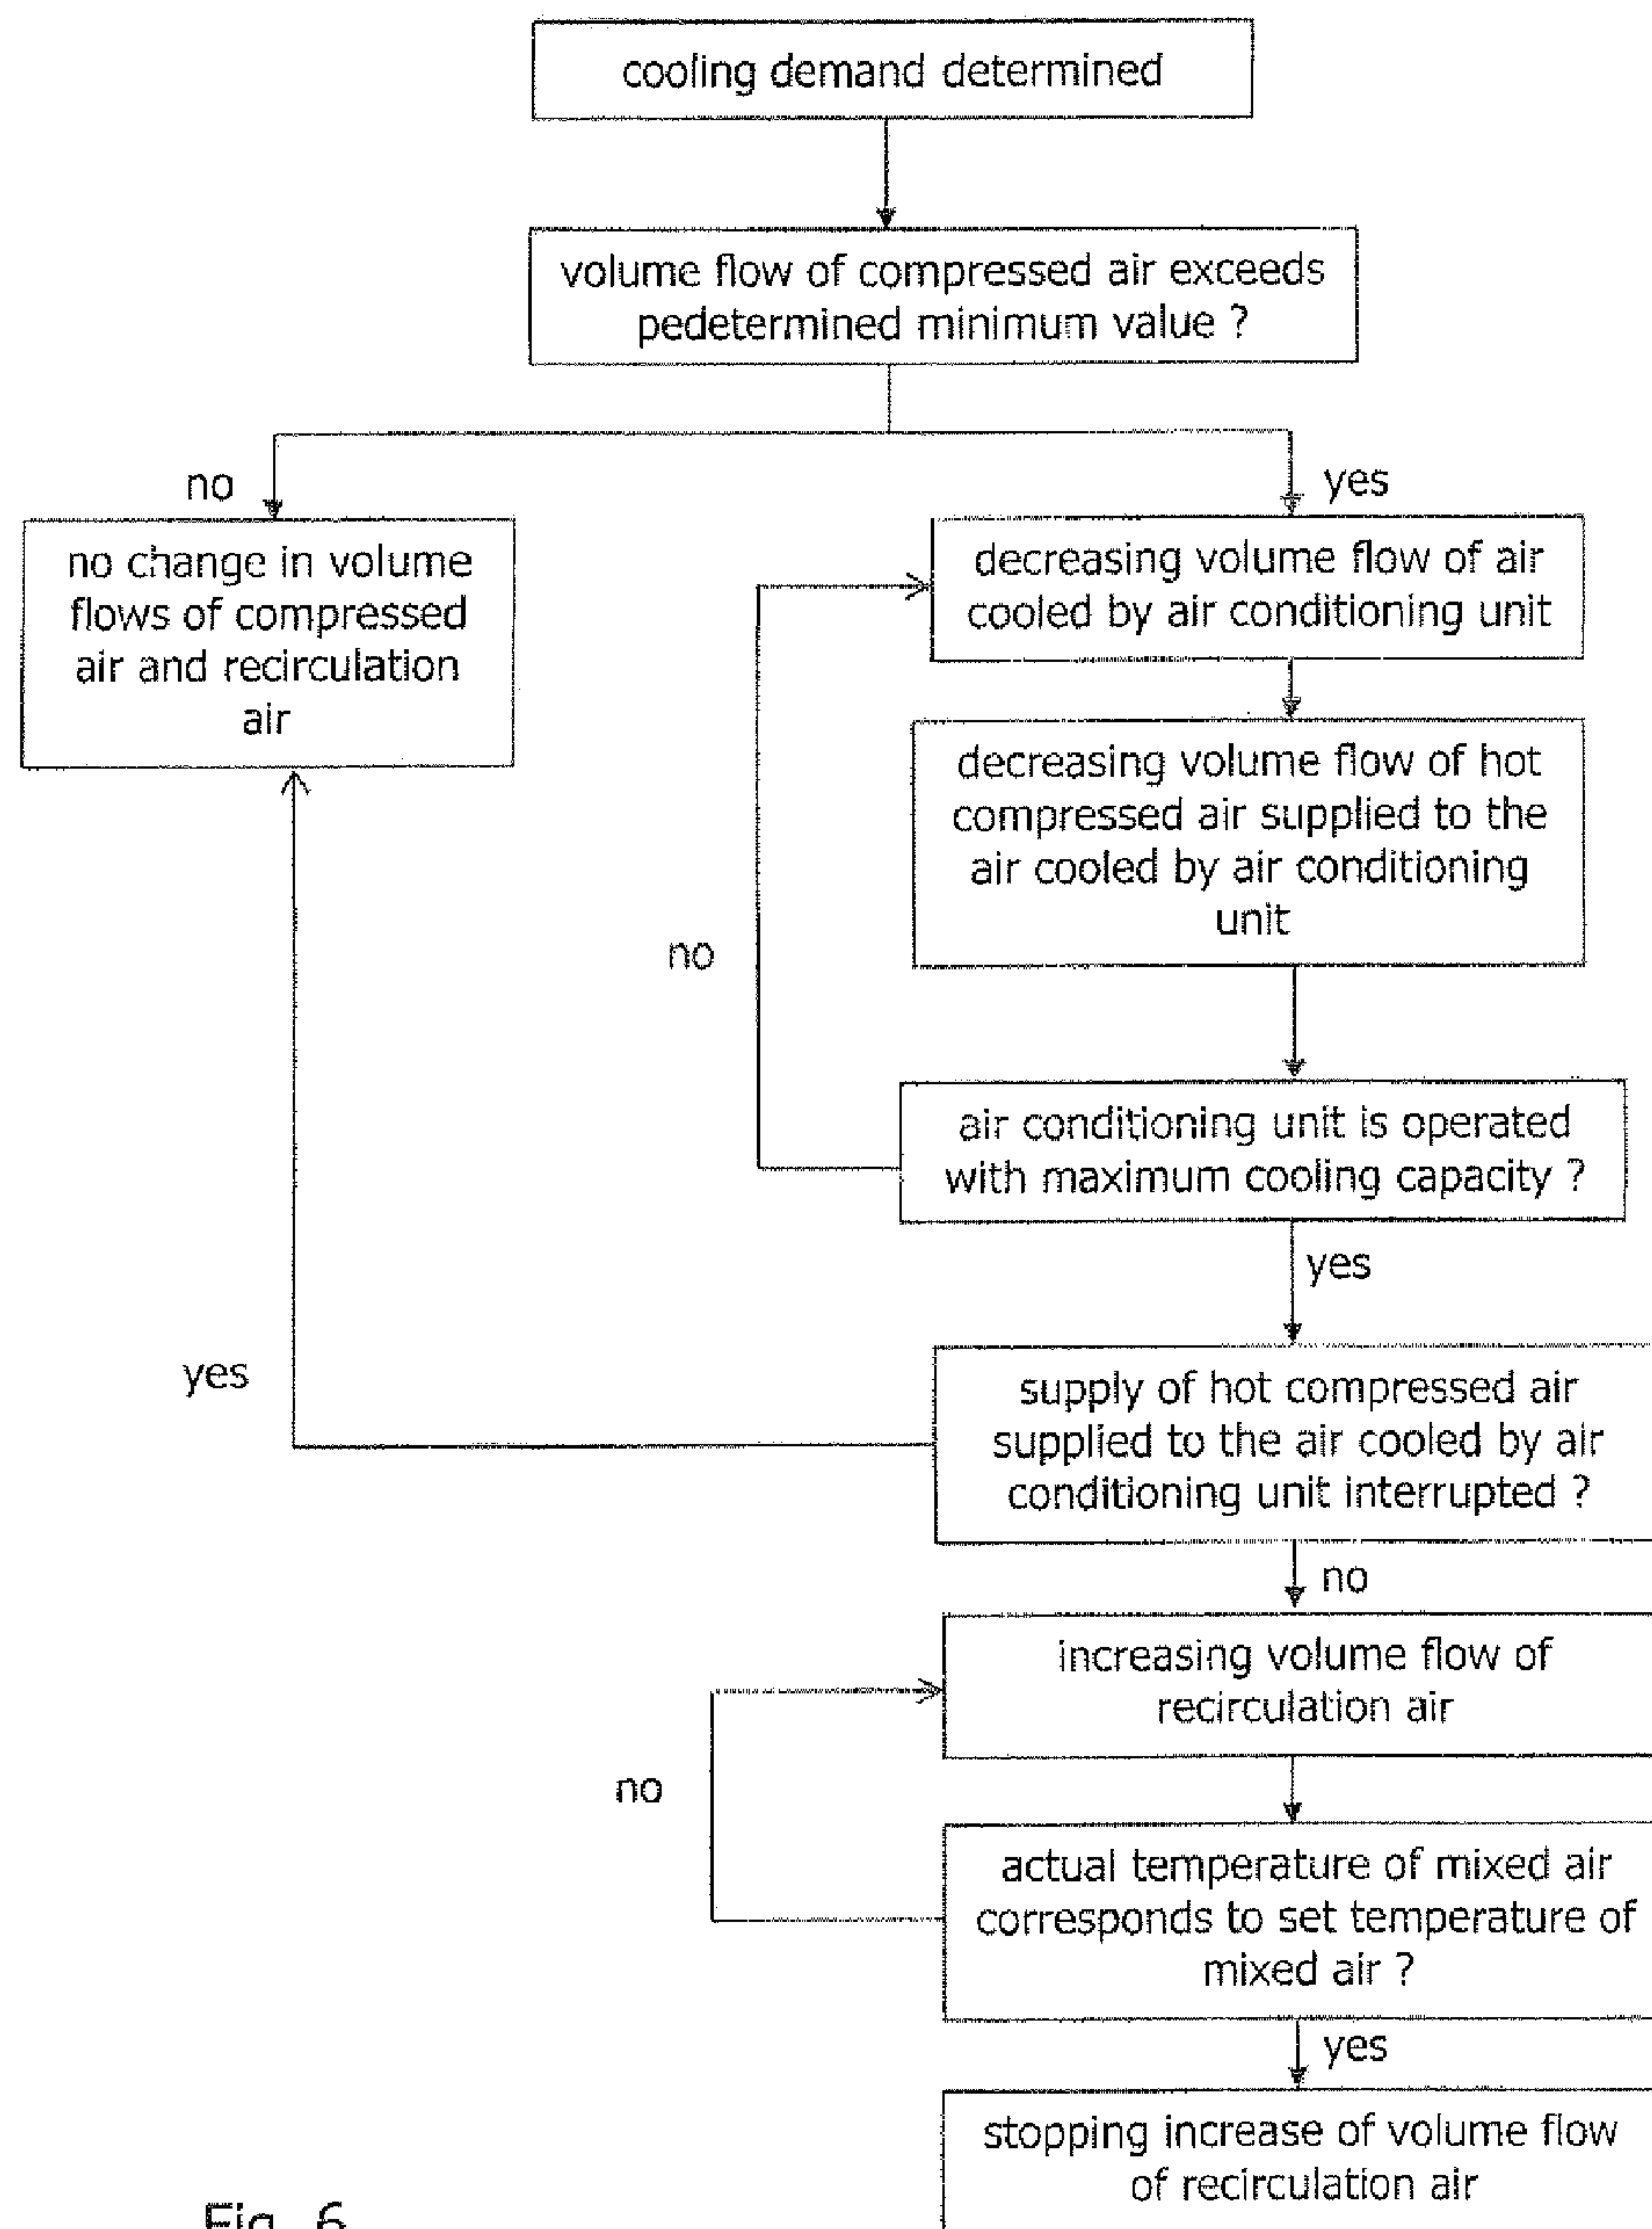 cooling demand determined
volume flow of compressed air exceeds
pedetermined minimum value ?
no
yes
no change in volume
flows of compressed
air and recirculation
air
decreasing volume flow of air
cooled by air conditioning unit
decreasing volume flow of hot
compressed air supplied to the
air cooled by air conditioning
unit
no
air conditioning unit is operated
with maximum cooling capacity ?
yes
yes
supply of hot compressed air
supplied to the air cooled by air
conditioning unit interrupted ?
no
increasing volume flow of
recirculation air
no
actual temperature of mixed air
corresponds to set temperature of
mixed air ?
yes
stopping increase of volume flow
of recirculation air
Fig. 6